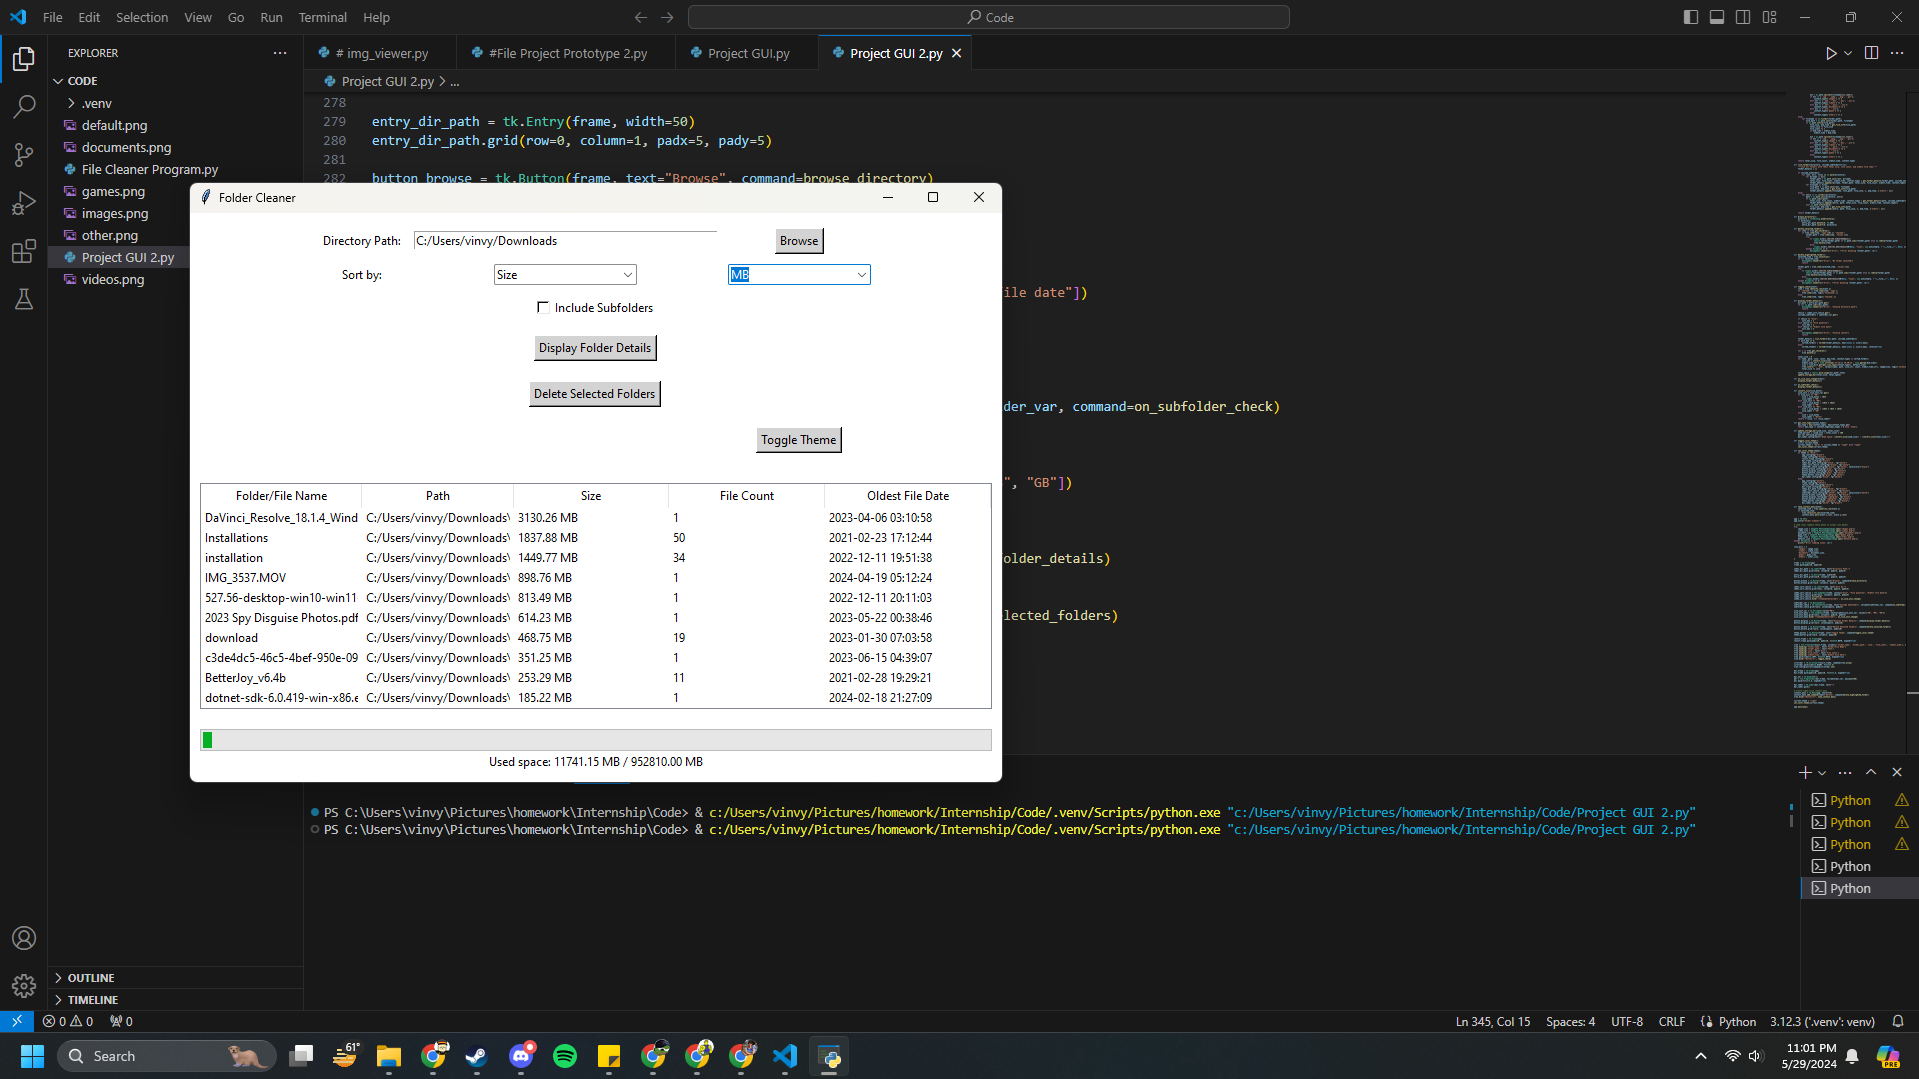 File Edit Selection View Go Run Terminal Help
Code
EXPLORER
# img_viewer.py
#File Project Prototype 2.py
Project GUI.py
Project GUI 2.py
CODE
Project GUI 2.py > ...
.venv
default.png
documents.png
File Cleaner Program.py
games.png
images.png
other.png
Project GUI 2.py
videos.png
278
279 entry_dir_path = tk.Entry(frame, width=50)
280 entry_dir_path.grid(row=0, column=1, padx=5, pady=5)
281
282 button_browse = tk.Button(frame, text="Browse", command=browse_directory)
ile date"])
der_var, command=on_subfolder_check)
", "GB"])
older_details)
lected_folders)
Folder Cleaner
Directory Path: C:/Users/vinvy/Downloads Browse
Sort by: Size MB
Include Subfolders
Display Folder Details
Delete Selected Folders
Toggle Theme
Folder/File Name Path Size File Count Oldest File Date
DaVinci_Resolve_18.1.4_Wind C:/Users/vinvy/Downloads\ 3130.26 MB 1 2023-04-06 03:10:58
Installations C:/Users/vinvy/Downloads\ 1837.88 MB 50 2021-02-23 17:12:44
installation C:/Users/vinvy/Downloads\ 1449.77 MB 34 2022-12-11 19:51:38
IMG_3537.MOV C:/Users/vinvy/Downloads\ 898.76 MB 1 2024-04-19 05:12:24
527.56-desktop-win10-win11 C:/Users/vinvy/Downloads\ 813.49 MB 1 2022-12-11 20:11:03
2023 Spy Disguise Photos.pdf C:/Users/vinvy/Downloads\ 614.23 MB 1 2023-05-22 00:38:46
download C:/Users/vinvy/Downloads\ 468.75 MB 19 2023-01-30 07:03:58
c3de4dc5-46c5-4bef-950e-09 C:/Users/vinvy/Downloads\ 351.25 MB 1 2023-06-15 04:39:07
BetterJoy_v6.4b C:/Users/vinvy/Downloads\ 253.29 MB 11 2021-02-28 19:29:21
dotnet-sdk-6.0.419-win-x86.e C:/Users/vinvy/Downloads\ 185.22 MB 1 2024-02-18 21:27:09
Used space: 11741.15 MB / 952810.00 MB
PS C:\Users\vinvy\Pictures\homework\Internship\Code> & c:/Users/vinvy/Pictures/homework/Internship/Code/.venv/Scripts/python.exe "c:/Users/vinvy/Pictures/homework/Internship/Code/Project GUI 2.py"
PS C:\Users\vinvy\Pictures\homework\Internship\Code> & c:/Users/vinvy/Pictures/homework/Internship/Code/.venv/Scripts/python.exe "c:/Users/vinvy/Pictures/homework/Internship/Code/Project GUI 2.py"
Python
Python
Python
Python
Python
OUTLINE
TIMELINE
0 0 0
Ln 345, Col 15 Spaces: 4 UTF-8 CRLF Python 3.12.3 ('.venv': venv)
Search
61°
11:01 PM
5/29/2024
PRE